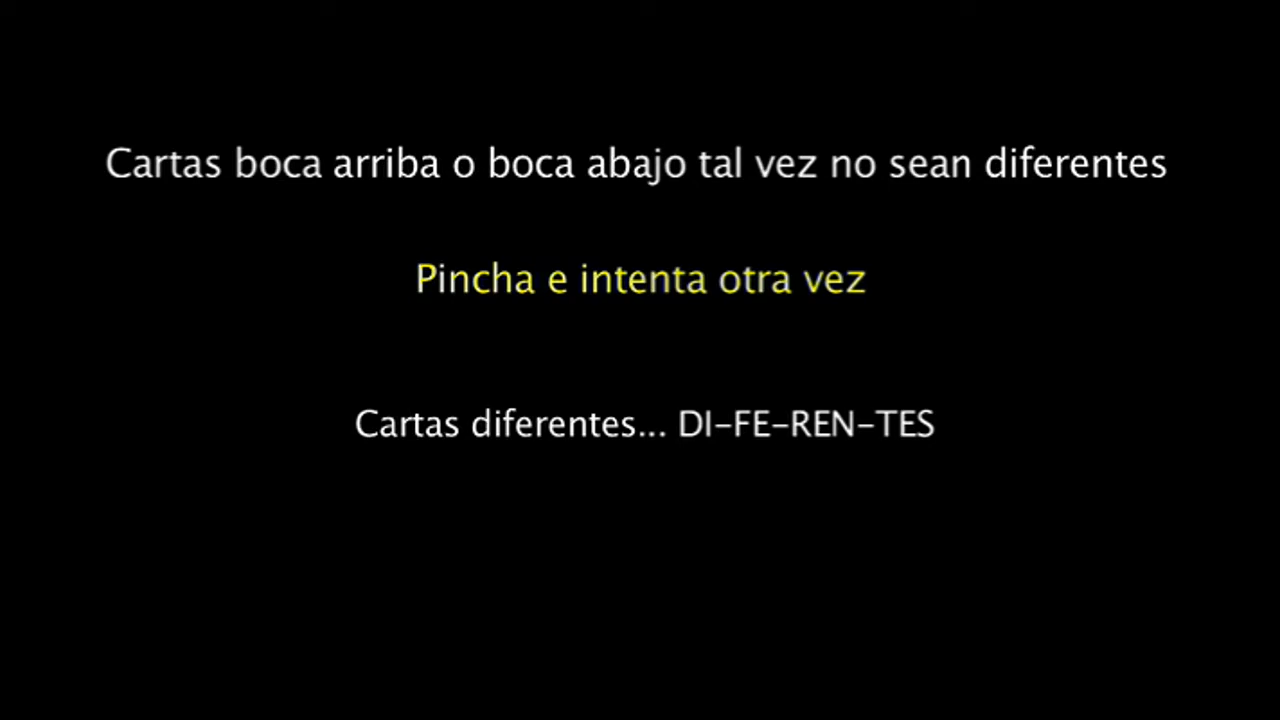 Cartas boca arriba o boca abajo tal vez no sean diferentes
Pincha e intenta otra vez
Cartas diferentes... DI-FE-REN-TES